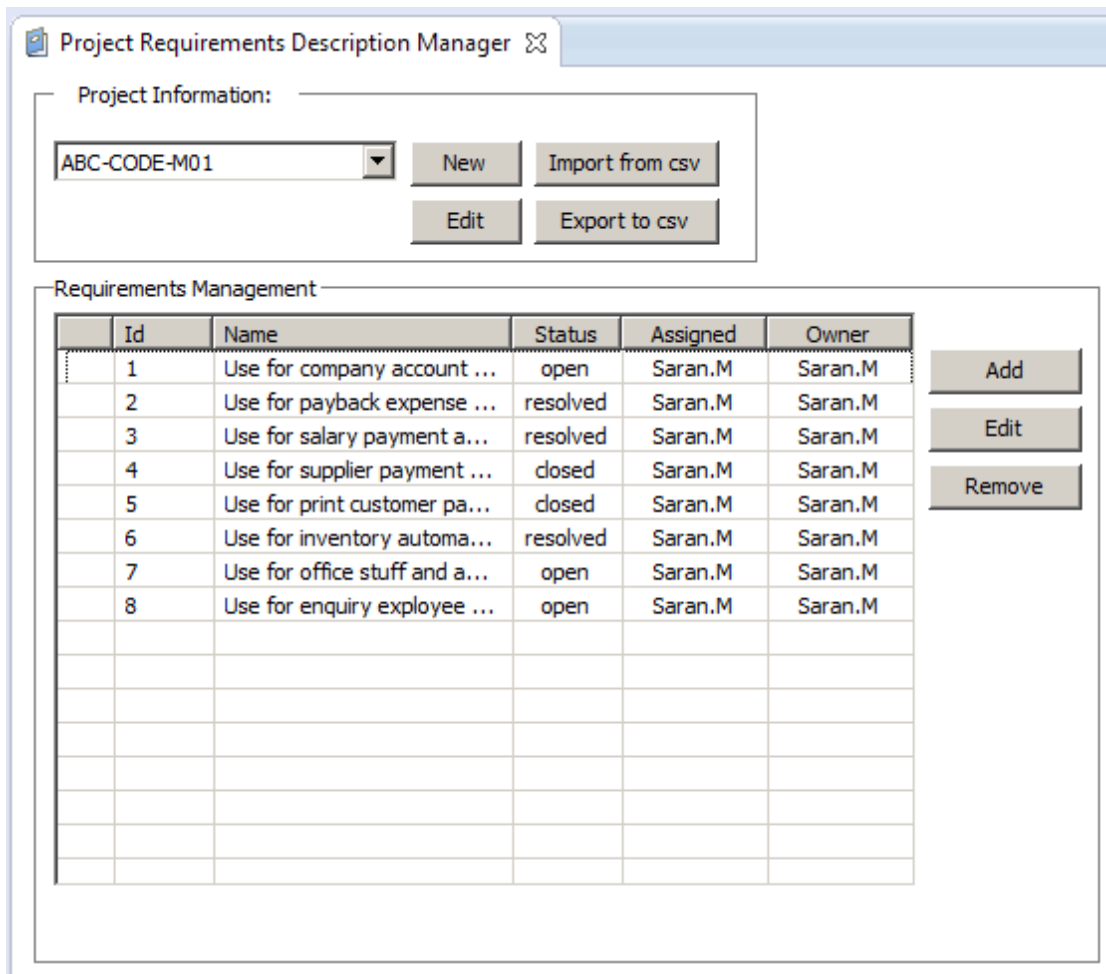 Project Requirements Description Manager
Project Information:
ABC-CODE-M01 New Import from csv
Edit Export to csv
Requirements Management
Id Name Status Assigned Owner
1 Use for company account ... open Saran.M Saran.M Add
2 Use for payback expense ... resolved Saran.M Saran.M
3 Use for salary payment a... resolved Saran.M Saran.M Edit
4 Use for supplier payment ... closed Saran.M Saran.M
5 Use for print customer pa... closed Saran.M Saran.M Remove
6 Use for inventory automa... resolved Saran.M Saran.M
7 Use for office stuff and a... open Saran.M Saran.M
8 Use for enquiry exployee ... open Saran.M Saran.M